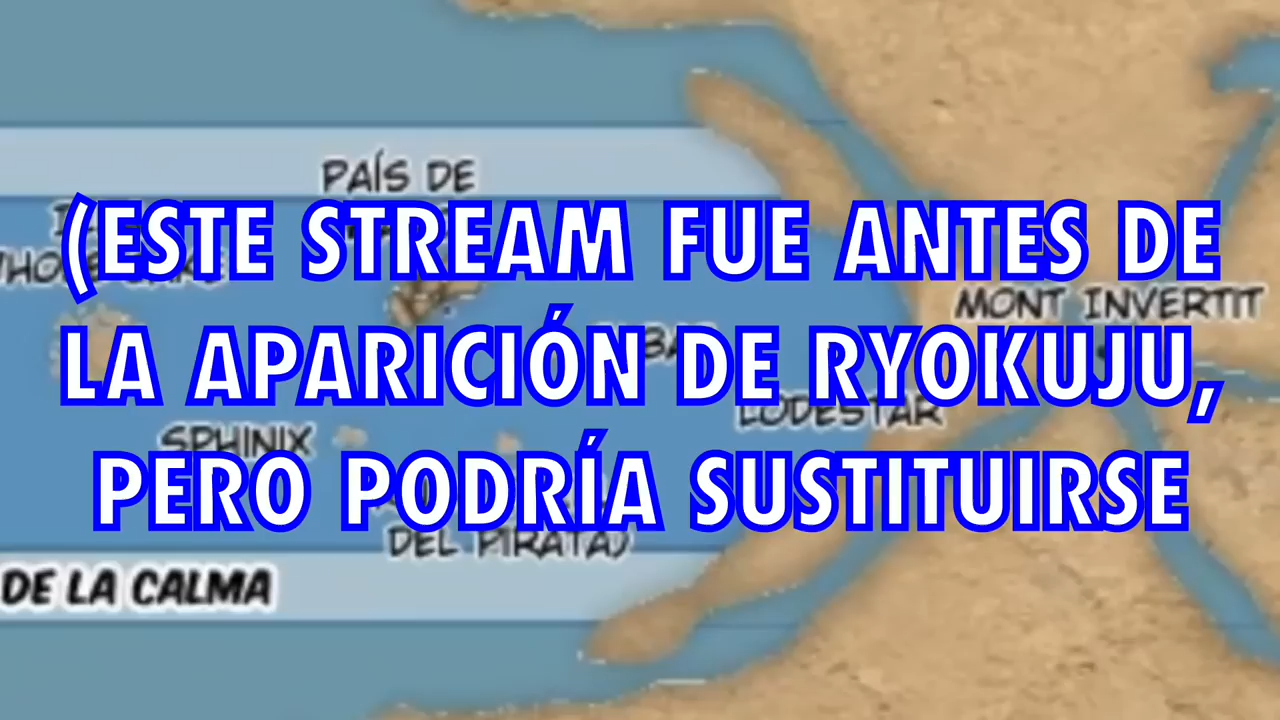 PAÍS DE
(ESTE STREAM FUE ANTES DE
MONT INVERTIT
LA APARICIÓN DE RYOKUJU,
LODESTAR
SPHINIX
PERO PODRÍA SUSTITUIRSE
DEL PIRATA)
DE LA CALMA